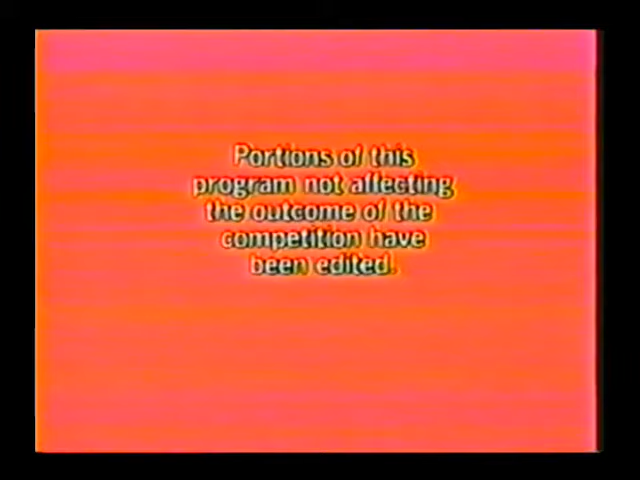 Portions of this
program not affecting
the outcome of the
competition have
been edited.